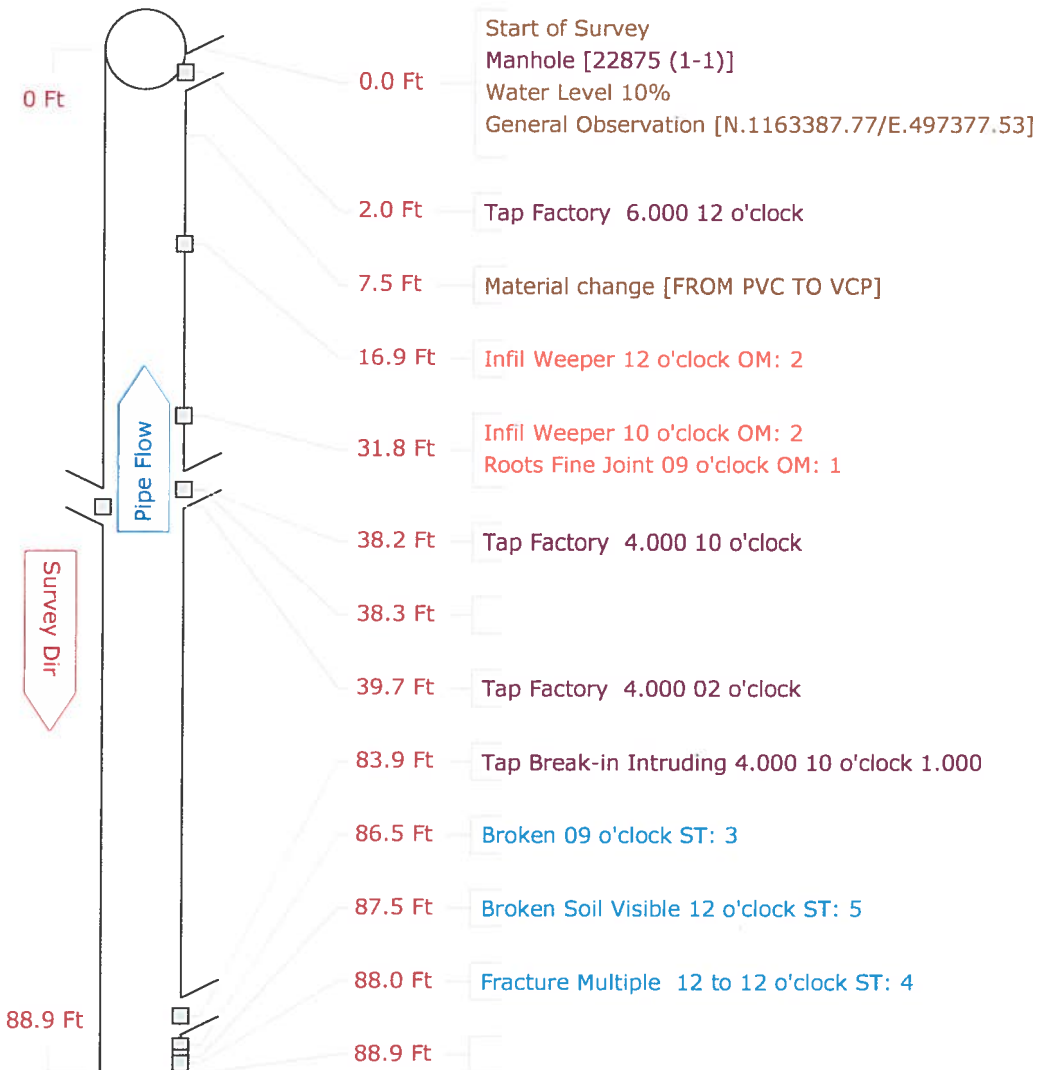 0 Ft
0.0 Ft
Start of Survey
Manhole [22875 (1-1)]
Water Level 10%
General Observation [N.1163387.77/E.497377.53]
2.0 Ft
Tap Factory 6.000 12 o'clock
7.5 Ft
Material change [FROM PVC TO VCP]
16.9 Ft
Infil Weeper 12 o'clock OM: 2
31.8 Ft
Infil Weeper 10 o'clock OM: 2
Roots Fine Joint 09 o'clock OM: 1
Pipe Flow
38.2 Ft
Tap Factory 4.000 10 o'clock
38.3 Ft
Survey Dir
39.7 Ft
Tap Factory 4.000 02 o'clock
83.9 Ft
Tap Break-in Intruding 4.000 10 o'clock 1.000
86.5 Ft
Broken 09 o'clock ST: 3
87.5 Ft
Broken Soil Visible 12 o'clock ST: 5
88.0 Ft
Fracture Multiple 12 to 12 o'clock ST: 4
88.9 Ft
88.9 Ft